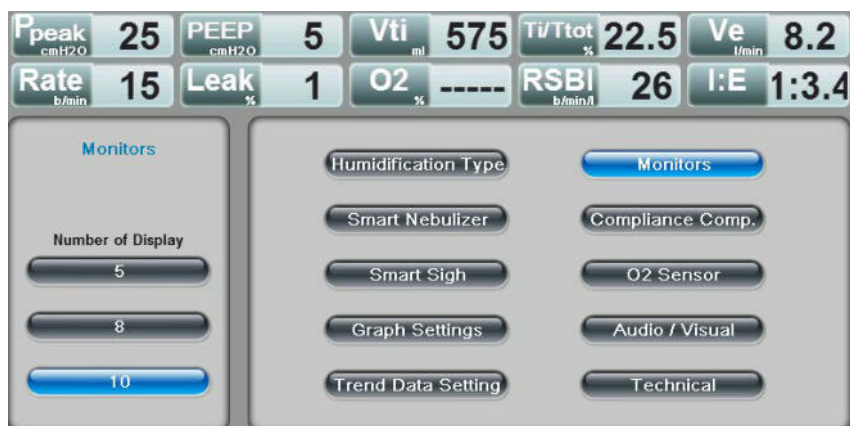 Ppeak cmH2O 25 PEEP cmH2O 5 Vti ml 575 Ti/Ttot % 22.5 Ve l/min 8.2
Rate b/min 15 Leak % 1 O2 % ----- RSBI b/min/l 26 I:E 1:3.4
Monitors
Number of Display
5
8
10
Humidification Type Monitors
Smart Nebulizer Compliance Comp.
Smart Sigh O2 Sensor
Graph Settings Audio / Visual
Trend Data Setting Technical